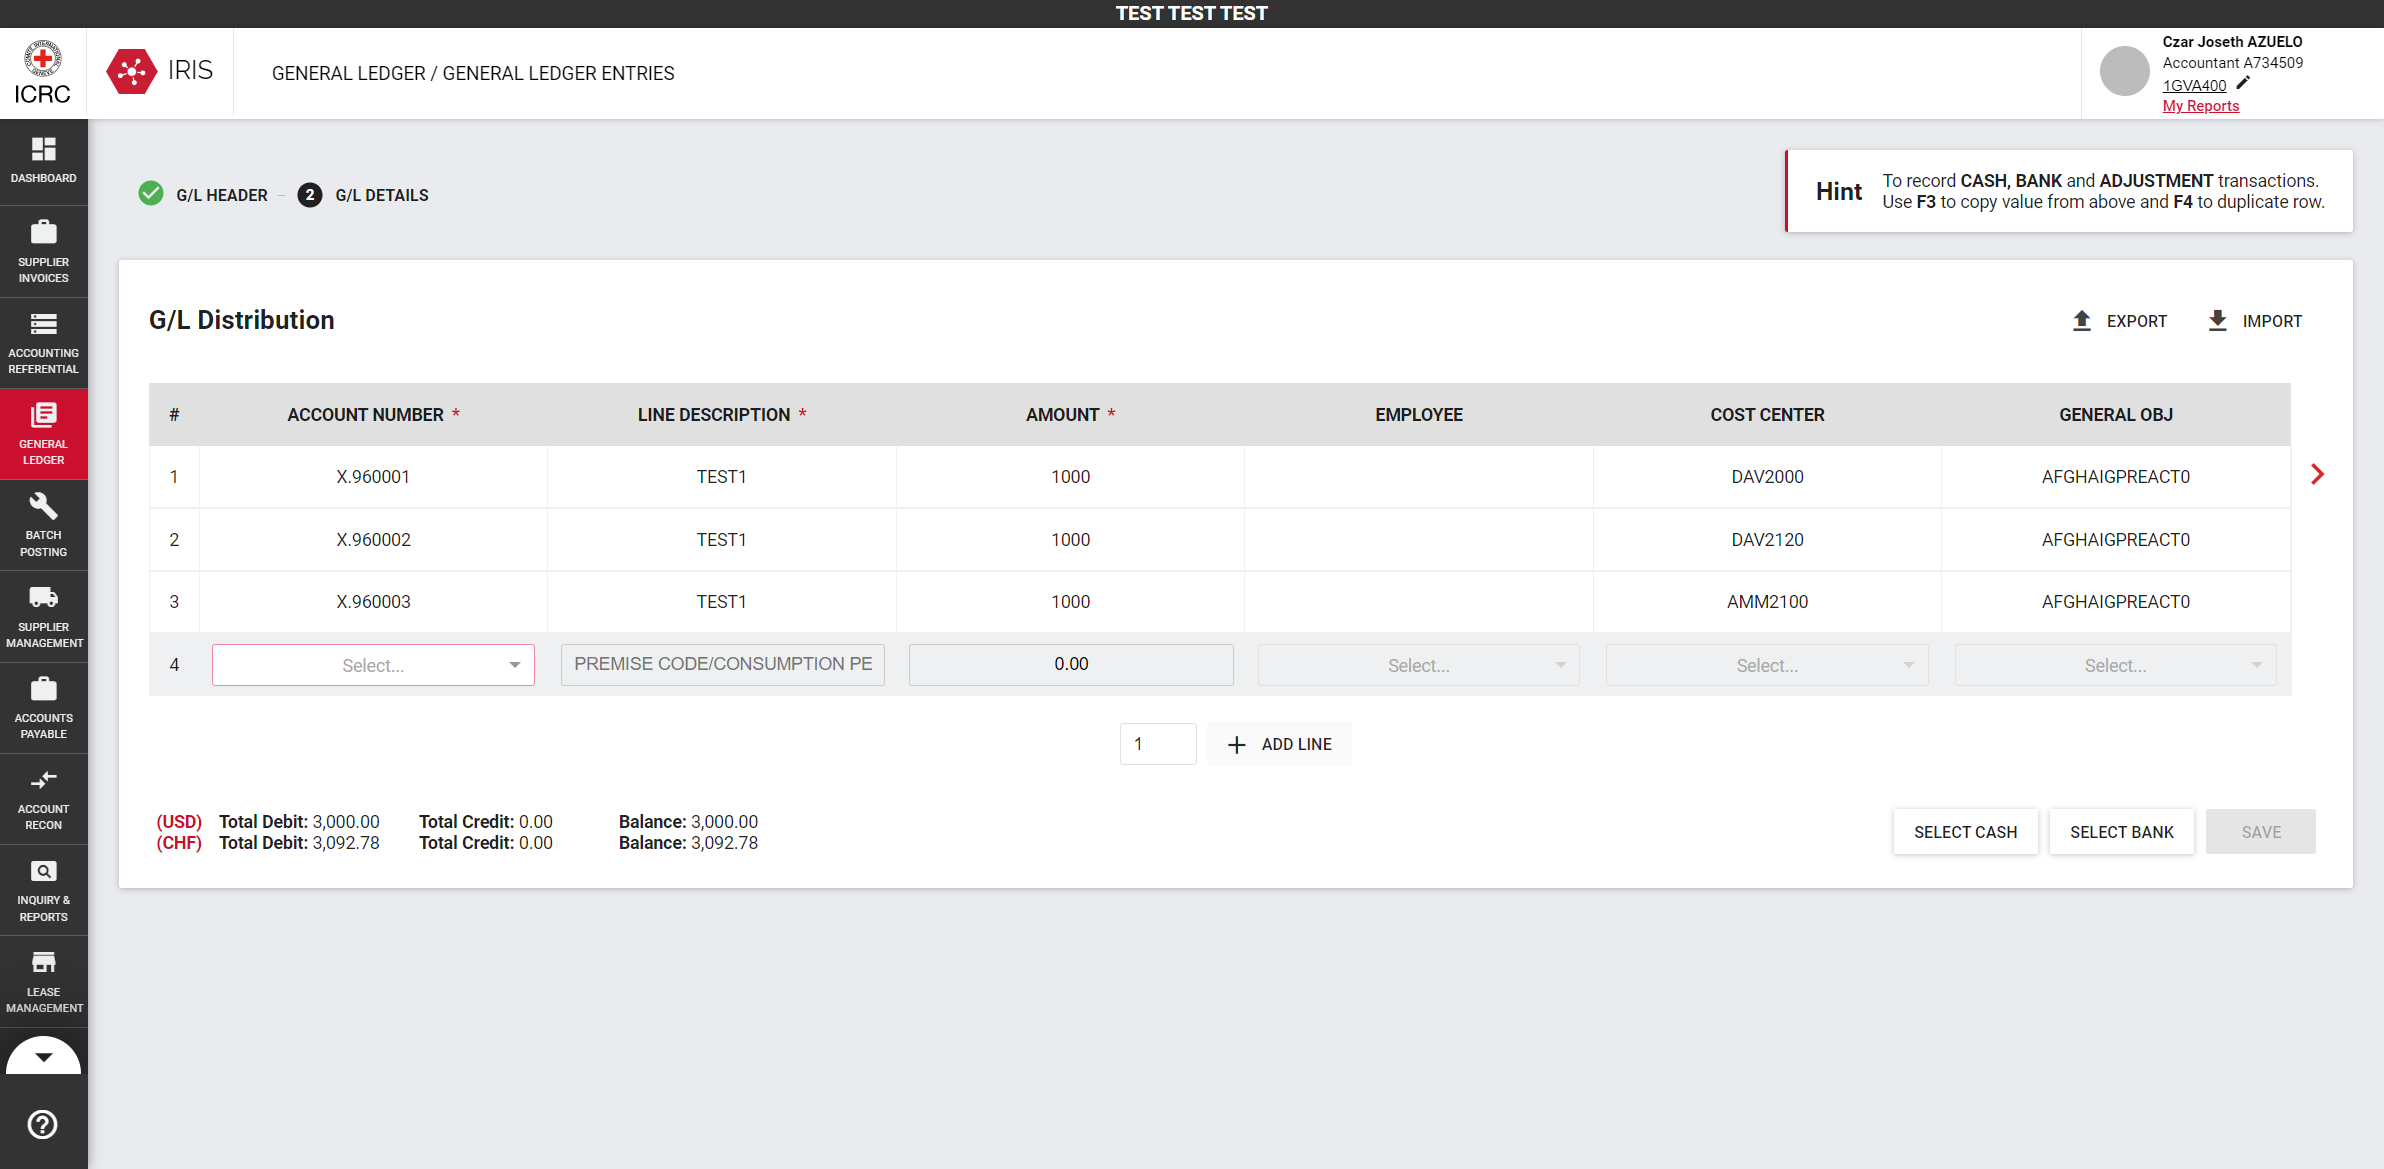 TEST TEST TEST
ICRC
IRIS
GENERAL LEDGER / GENERAL LEDGER ENTRIES
Czar Joseth AZUELO
Accountant A734509
1GVA400
My Reports
DASHBOARD
SUPPLIER
INVOICES
ACCOUNTING
REFERENTIAL
GENERAL
LEDGER
BATCH
POSTING
SUPPLIER
MANAGEMENT
ACCOUNTS
PAYABLE
ACCOUNT
RECON
INQUIRY &
REPORTS
LEASE
MANAGEMENT
G/L HEADER – 2 G/L DETAILS
Hint
To record CASH, BANK and ADJUSTMENT transactions.
Use F3 to copy value from above and F4 to duplicate row.
G/L Distribution
EXPORT IMPORT
# ACCOUNT NUMBER * LINE DESCRIPTION * AMOUNT * EMPLOYEE COST CENTER GENERAL OBJ
1 X.960001 TEST1 1000 DAV2000 AFGHAIGPREACT0
2 X.960002 TEST1 1000 DAV2120 AFGHAIGPREACT0
3 X.960003 TEST1 1000 AMM2100 AFGHAIGPREACT0
4 Select... PREMISE CODE/CONSUMPTION PE 0.00 Select... Select... Select...
1 + ADD LINE
(USD) Total Debit: 3,000.00 Total Credit: 0.00 Balance: 3,000.00
(CHF) Total Debit: 3,092.78 Total Credit: 0.00 Balance: 3,092.78
SELECT CASH SELECT BANK SAVE